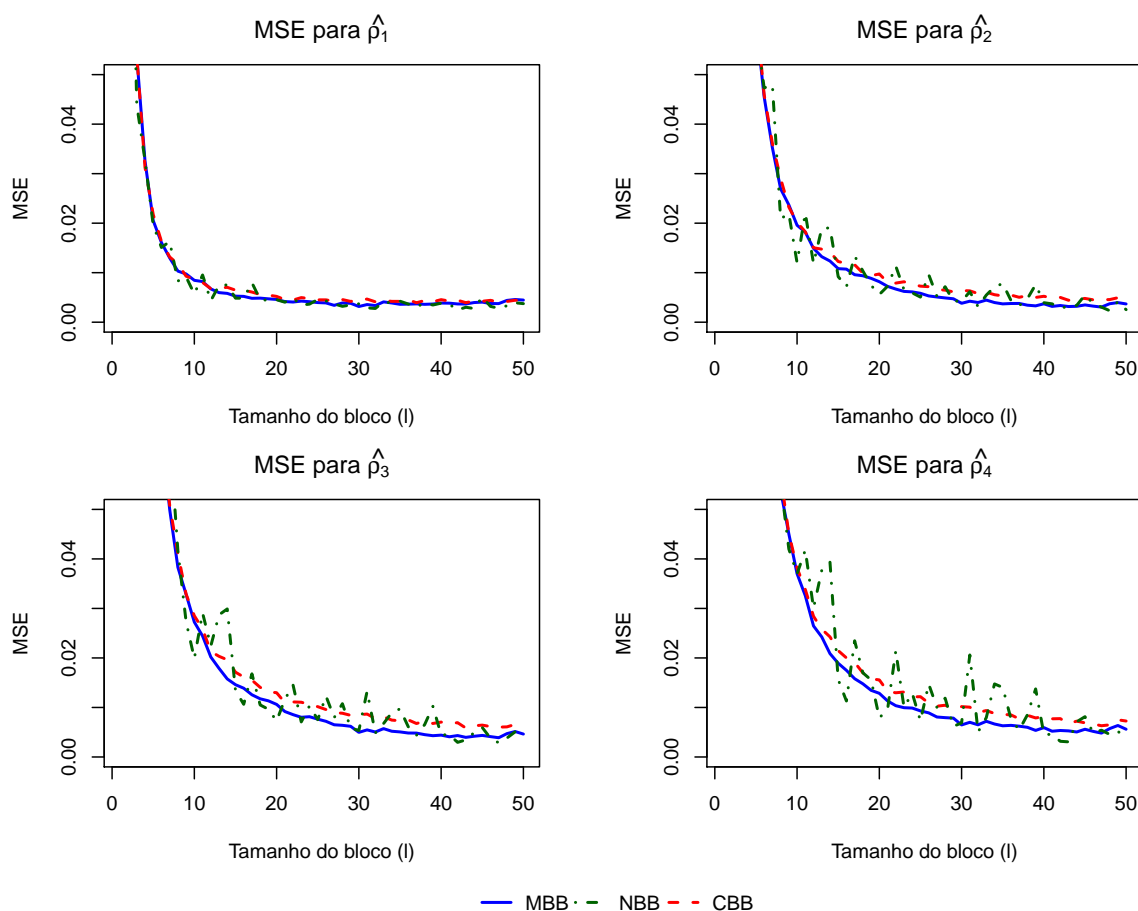 MSE para ρ̂1
MSE
0.04
0.02
0.00
0 10 20 30 40 50
Tamanho do bloco (l)
MSE para ρ̂2
MSE
0.04
0.02
0.00
0 10 20 30 40 50
Tamanho do bloco (l)
MSE para ρ̂3
MSE
0.04
0.02
0.00
0 10 20 30 40 50
Tamanho do bloco (l)
MSE para ρ̂4
MSE
0.04
0.02
0.00
0 10 20 30 40 50
Tamanho do bloco (l)
MBB NBB CBB